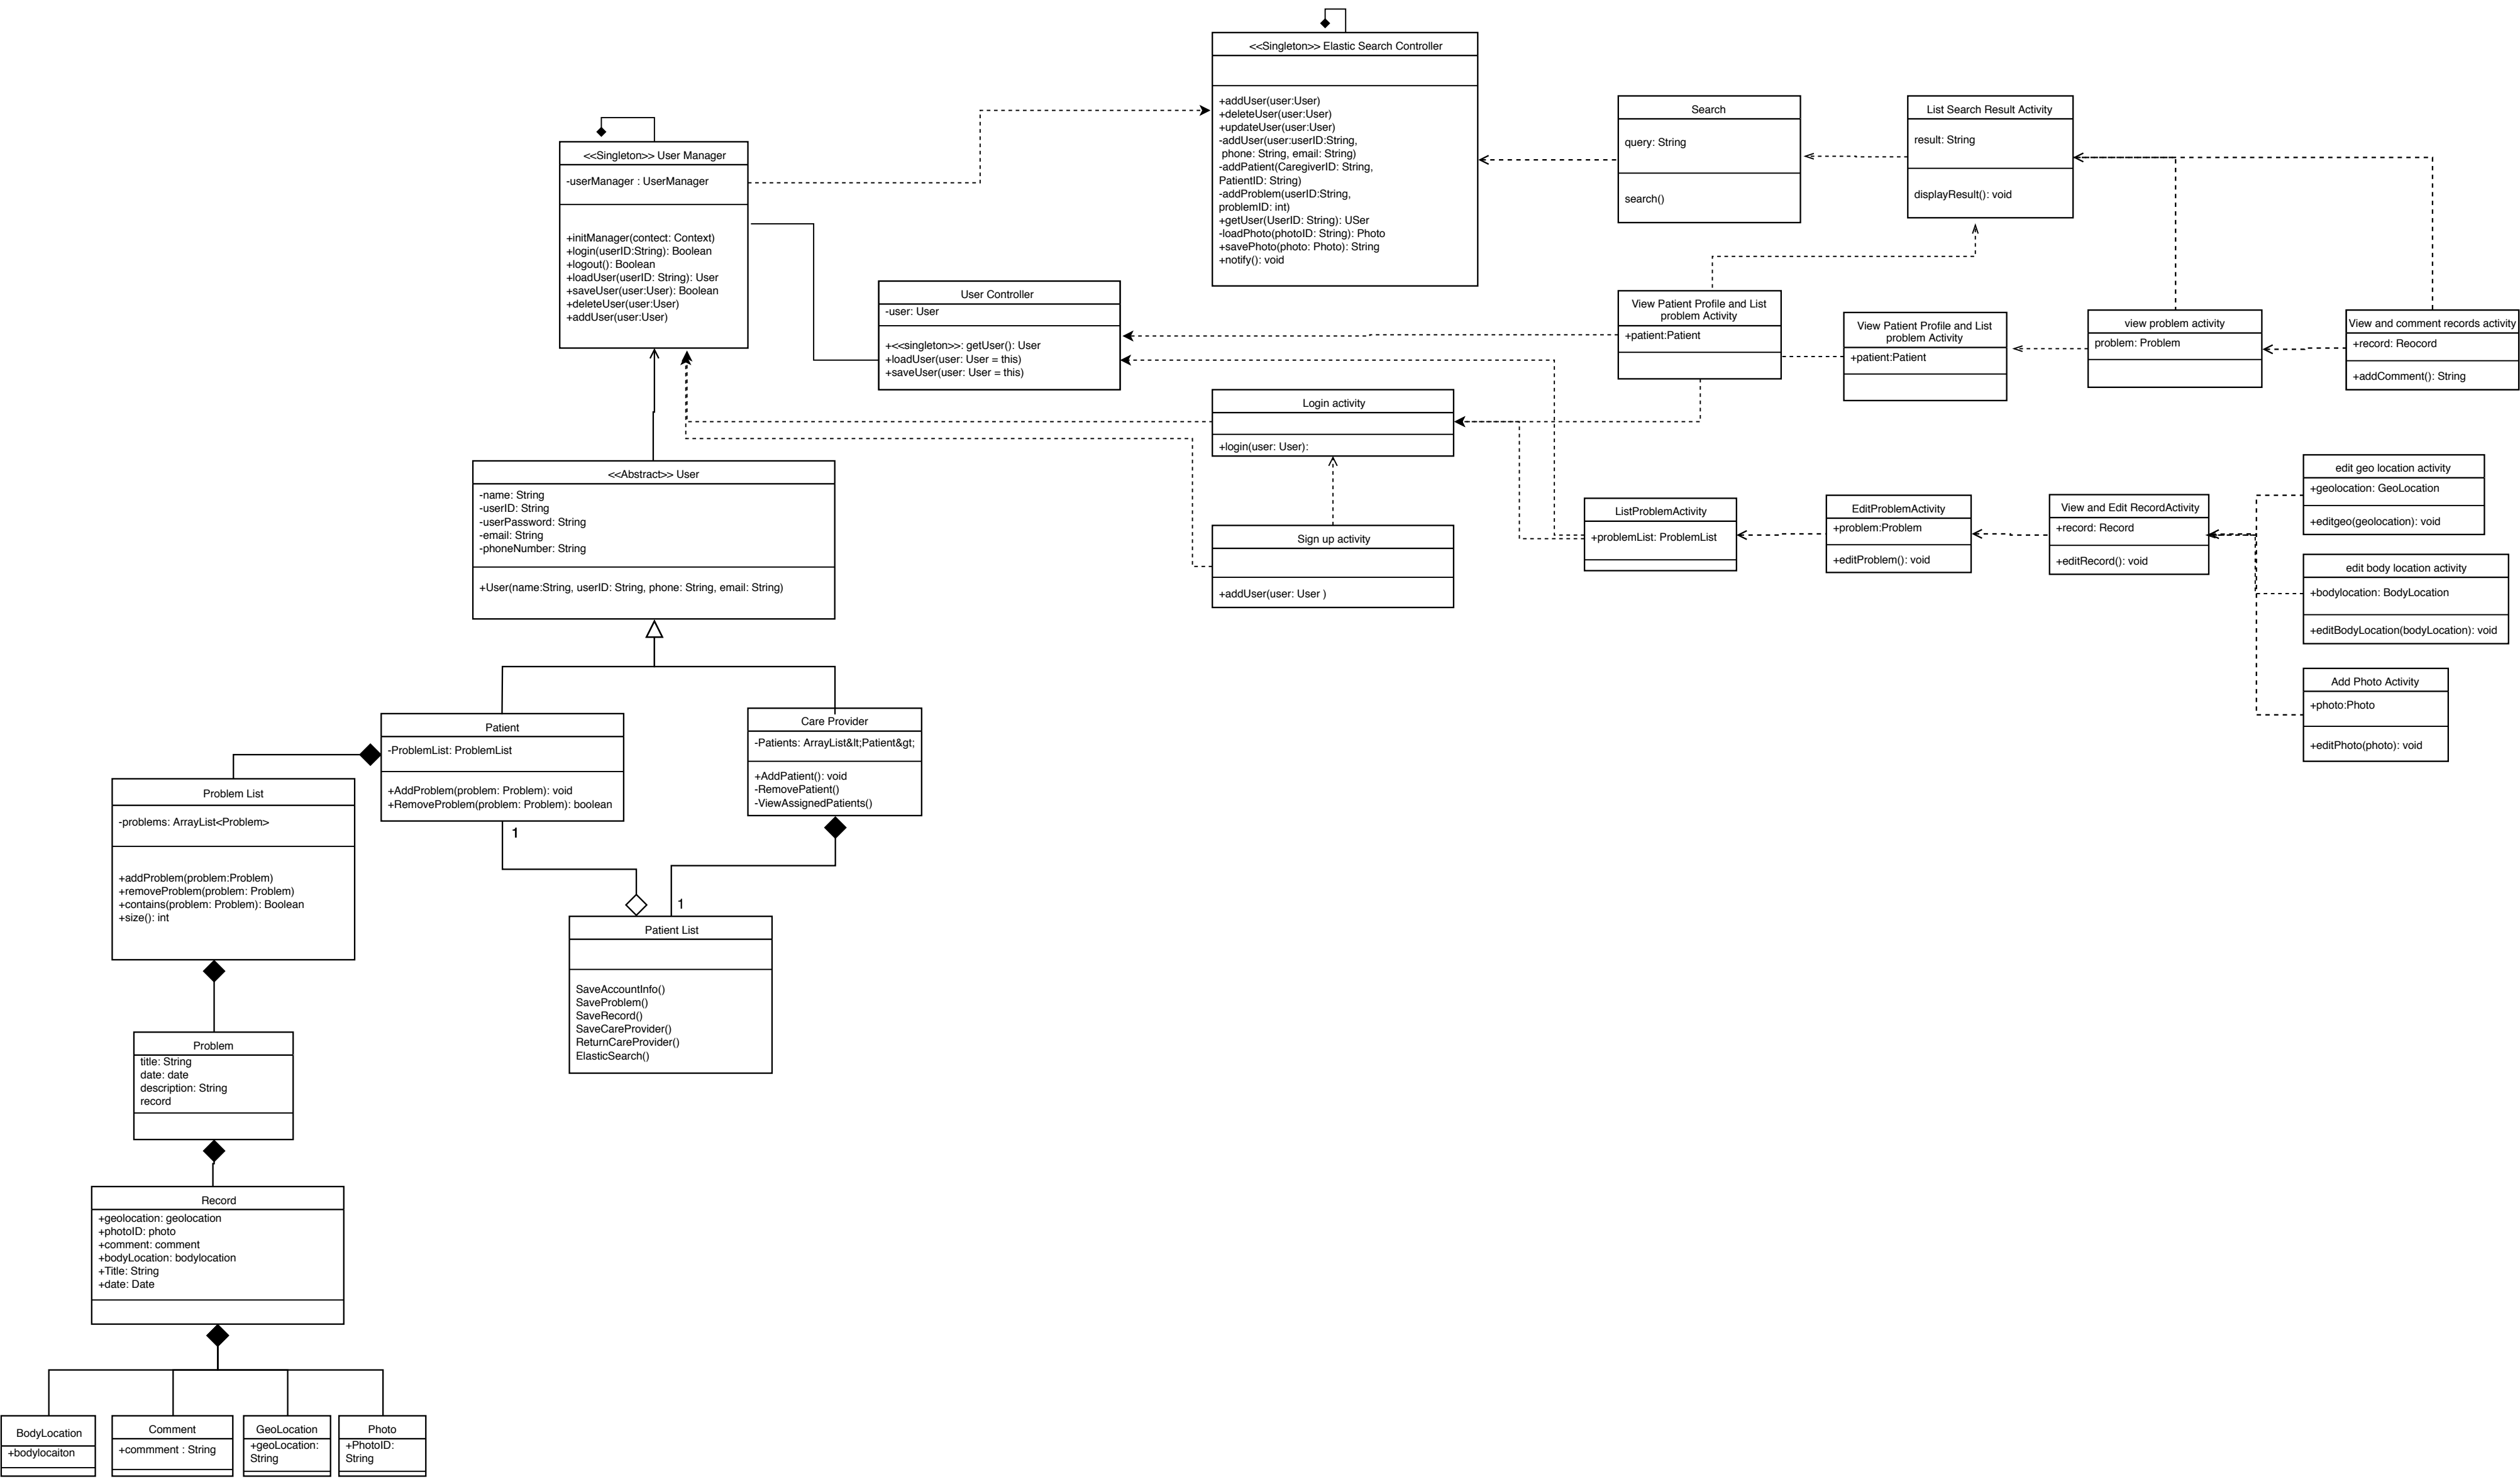 <<Singleton>> Elastic Search Controller
+addUser(user:User)
+deleteUser(user:User)
+updateUser(user:User)
-addUser(user:userID:String,
phone: String, email: String)
-addPatient(CaregiverID: String,
PatientID: String)
-addProblem(userID:String,
problemID: int)
+getUser(UserID: String): USer
-loadPhoto(photoID: String): Photo
+savePhoto(photo: Photo): String
+notify(): void
Search
query: String
search()
List Search Result Activity
result: String
displayResult(): void
<<Singleton>> User Manager
-userManager : UserManager
+initManager(contect: Context)
+login(userID:String): Boolean
+logout(): Boolean
+loadUser(userID: String): User
+saveUser(user:User): Boolean
+deleteUser(user:User)
+addUser(user:User)
User Controller
-user: User
+<<singleton>>: getUser(): User
+loadUser(user: User = this)
+saveUser(user: User = this)
View Patient Profile and List
problem Activity
+patient:Patient
View Patient Profile and List
problem Activity
+patient:Patient
view problem activity
problem: Problem
View and comment records activity
+record: Reocord
+addComment(): String
Login activity
+login(user: User):
<<Abstract>> User
-name: String
-userID: String
-userPassword: String
-email: String
-phoneNumber: String
+User(name:String, userID: String, phone: String, email: String)
Sign up activity
+addUser(user: User )
ListProblemActivity
+problemList: ProblemList
EditProblemActivity
+problem:Problem
+editProblem(): void
View and Edit RecordActivity
+record: Record
+editRecord(): void
edit geo location activity
+geolocation: GeoLocation
+editgeo(geolocation): void
edit body location activity
+bodylocation: BodyLocation
+editBodyLocation(bodyLocation): void
Add Photo Activity
+photo:Photo
+editPhoto(photo): void
Patient
-ProblemList: ProblemList
+AddProblem(problem: Problem): void
+RemoveProblem(problem: Problem): boolean
1
Care Provider
-Patients: ArrayList&lt;Patient&gt;
+AddPatient(): void
-RemovePatient()
-ViewAssignedPatients()
1
Problem List
-problems: ArrayList<Problem>
+addProblem(problem:Problem)
+removeProblem(problem: Problem)
+contains(problem: Problem): Boolean
+size(): int
Patient List
SaveAccountInfo()
SaveProblem()
SaveRecord()
SaveCareProvider()
ReturnCareProvider()
ElasticSearch()
Problem
title: String
date: date
description: String
record
Record
+geolocation: geolocation
+photoID: photo
+comment: comment
+bodyLocation: bodylocation
+Title: String
+date: Date
BodyLocation
+bodylocaiton
Comment
+commment : String
GeoLocation
+geoLocation:
String
Photo
+PhotoID:
String